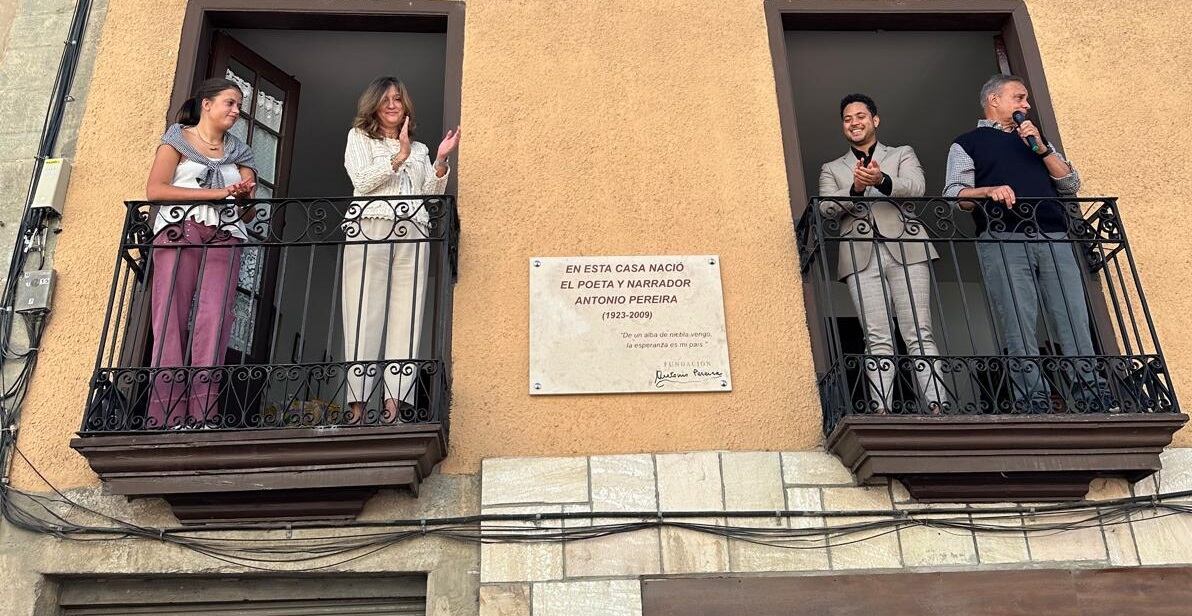 EN ESTA CASA NACIÓ
EL POETA Y NARRADOR
ANTONIO PEREIRA
(1923-2009)
"De un alba de niebla vengo,
la esperanza es mi país."
FUNDACIÓN
Antonio Pereira